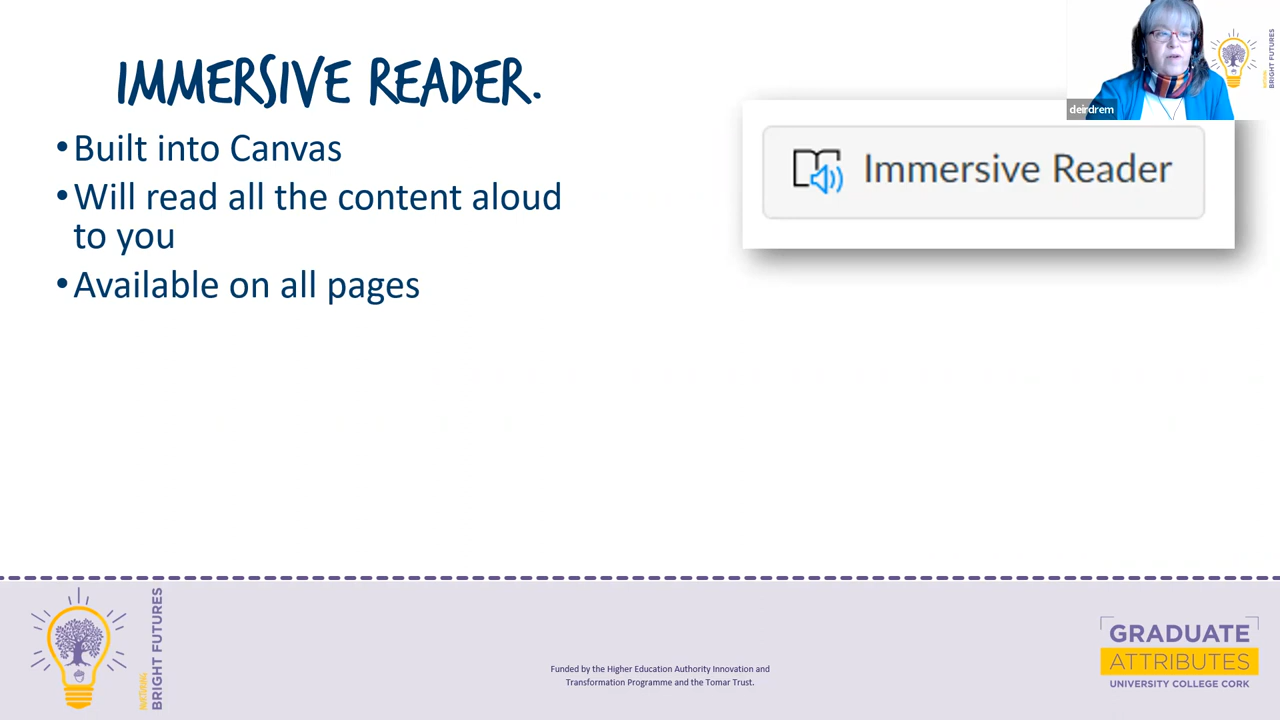 IMMERSIVE READER.
•Built into Canvas
•Will read all the content aloud
to you
•Available on all pages
Immersive Reader
deirdrem
BRIGHT FUTURES
NURTURING
BRIGHT FUTURES
Funded by the Higher Education Authority Innovation and
Transformation Programme and the Tomar Trust.
GRADUATE
ATTRIBUTES
UNIVERSITY COLLEGE CORK